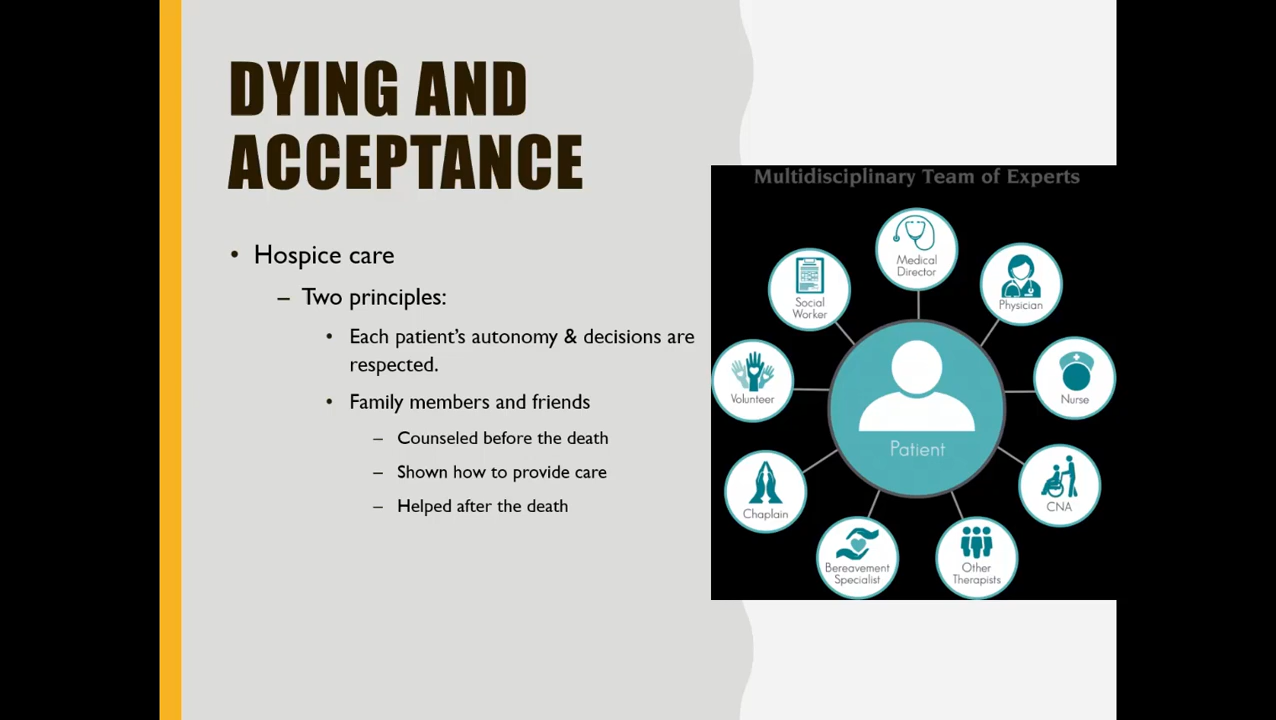 DYING AND
ACCEPTANCE
• Hospice care
– Two principles:
• Each patient's autonomy & decisions are
respected.
• Family members and friends
– Counseled before the death
– Shown how to provide care
– Helped after the death
Multidisciplinary Team of Experts
Medical
Director
Physician
Nurse
CNA
Other
Therapists
Bereavement
Specialist
Chaplain
Volunteer
Social
Worker
Patient